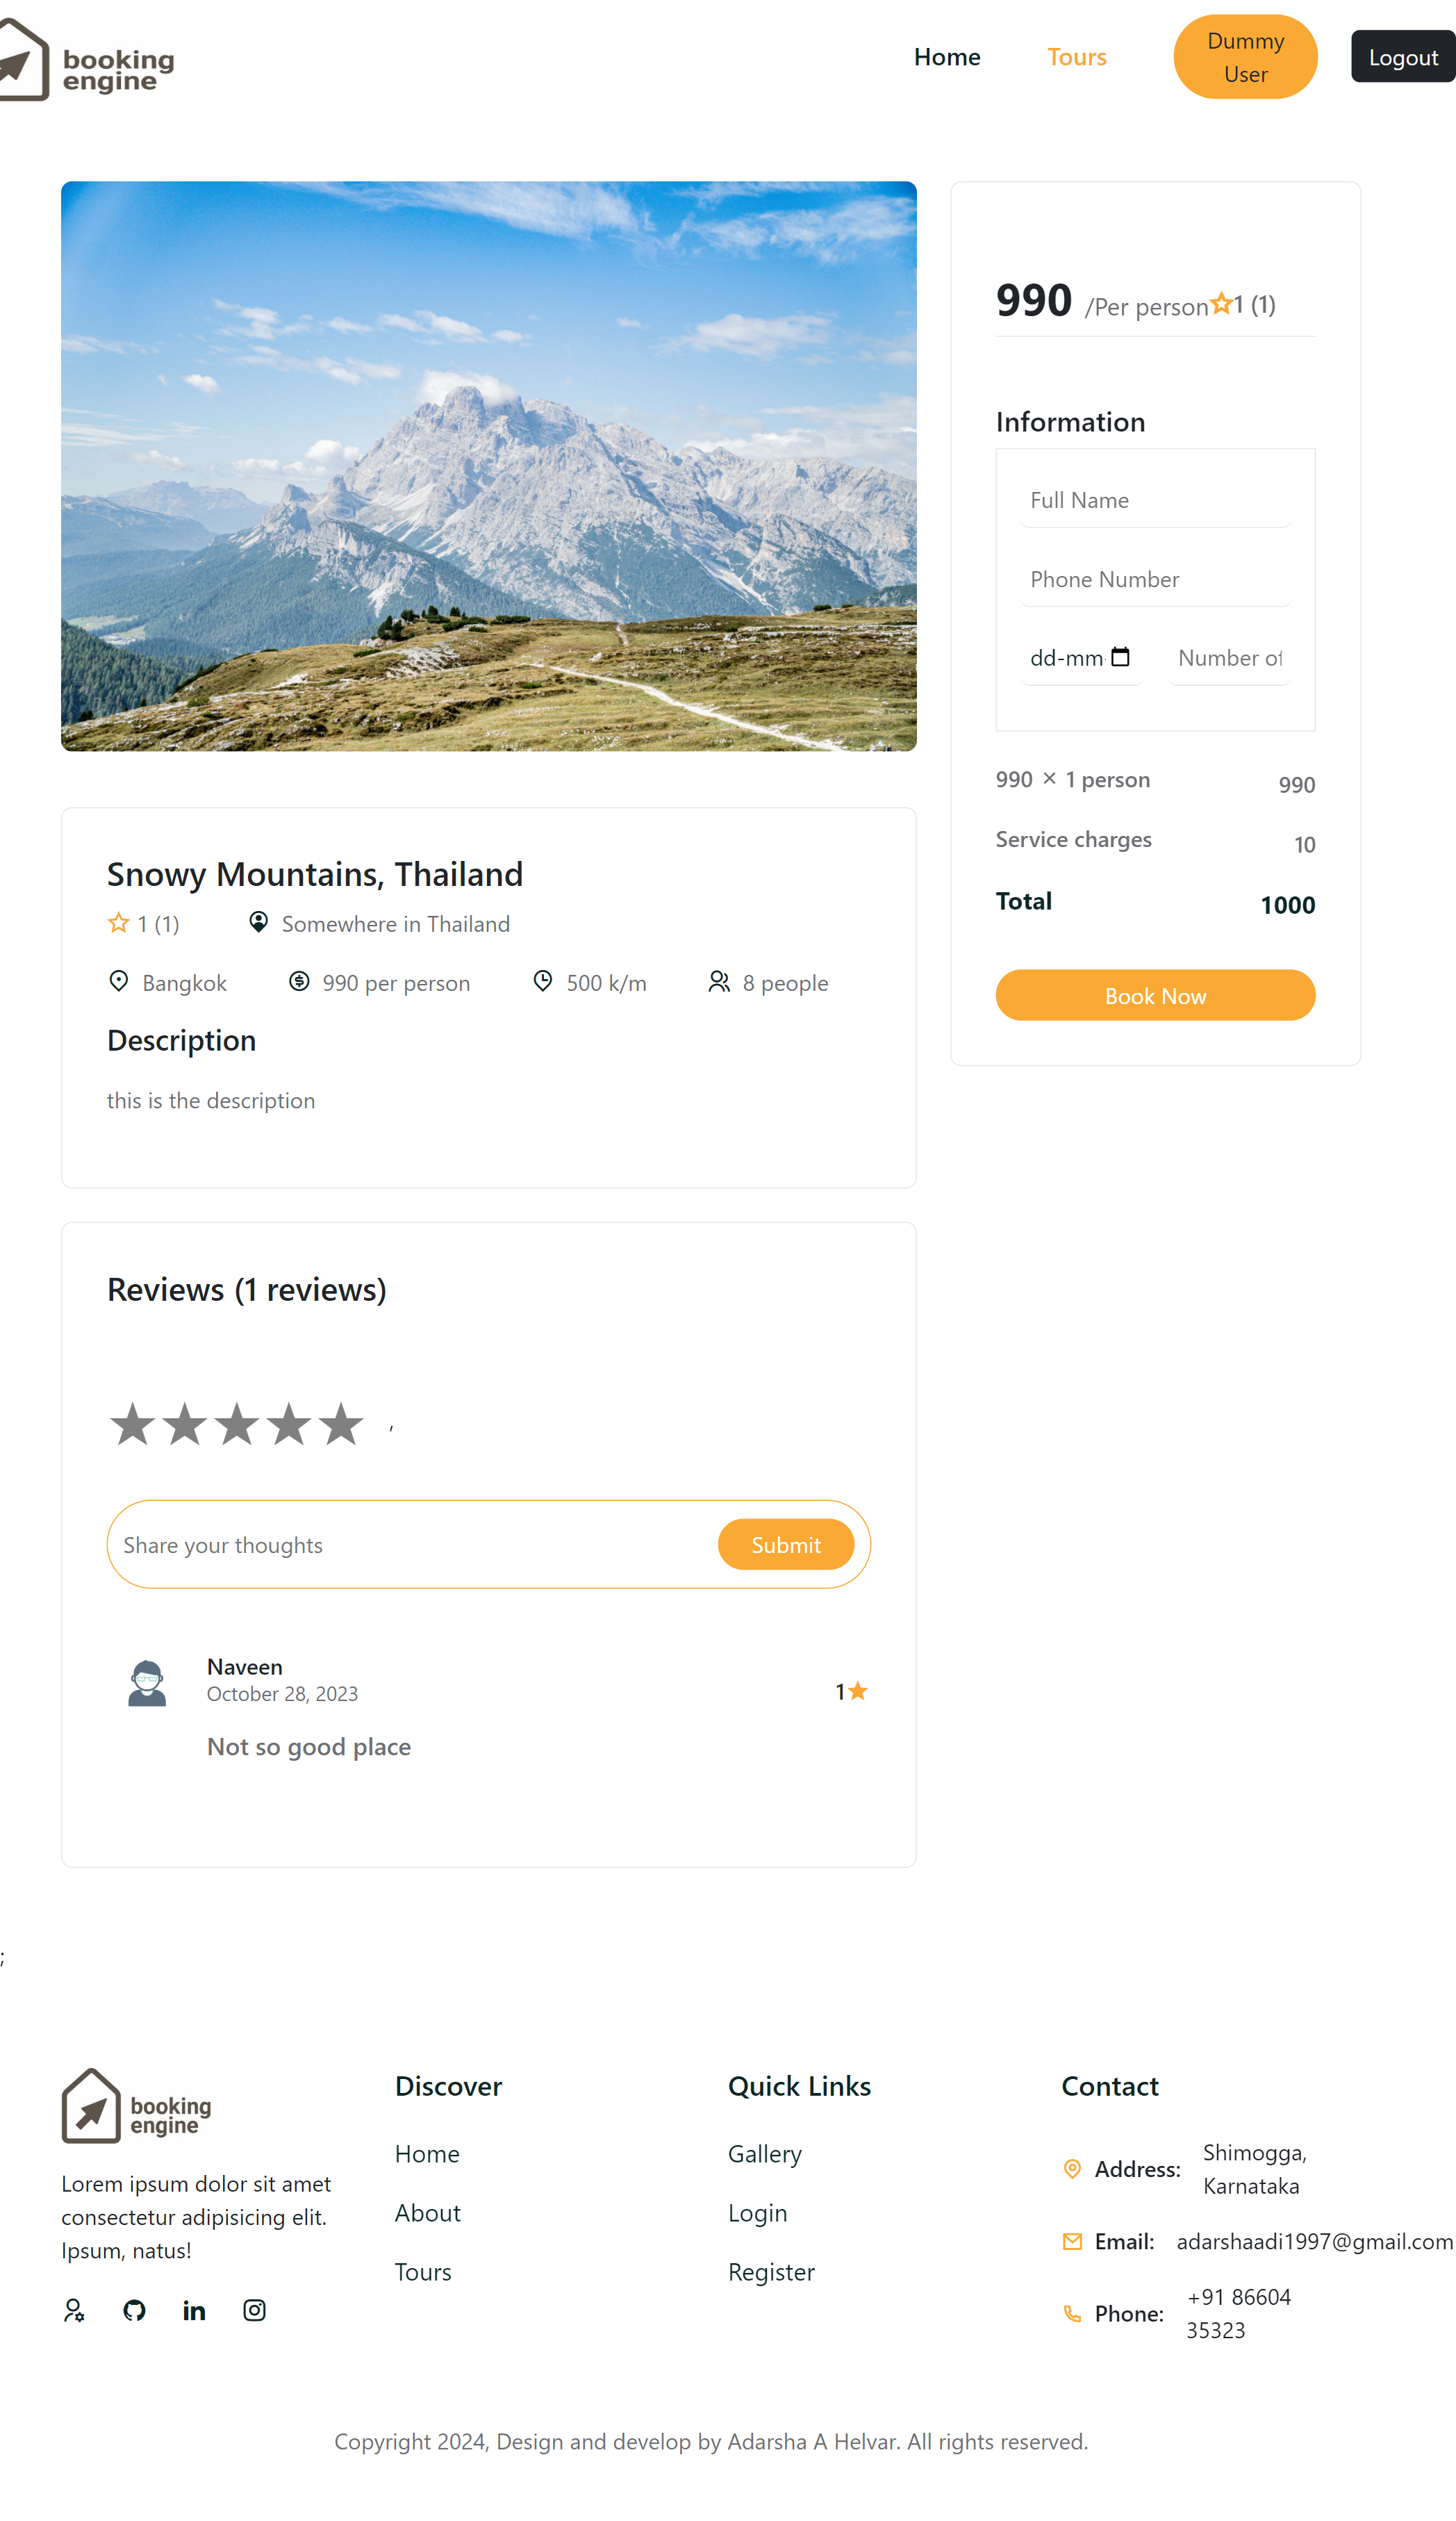 booking
engine
Home
Tours
Dummy
User
Logout
990 /Per person 1 (1)
Information
Full Name
Phone Number
dd-mm
Number of
990 × 1 person
990
Service charges
10
Total
1000
Book Now
Snowy Mountains, Thailand
1 (1)
Somewhere in Thailand
Bangkok
990 per person
500 k/m
8 people
Description
this is the description
Reviews (1 reviews)
,
Share your thoughts
Submit
Naveen
October 28, 2023
1
Not so good place
;
booking
engine
Lorem ipsum dolor sit amet
consectetur adipisicing elit.
Ipsum, natus!
Discover
Home
About
Tours
Quick Links
Gallery
Login
Register
Contact
Address:
Shimogga,
Karnataka
Email:
adarshaadi1997@gmail.com
Phone:
+91 86604
35323
Copyright 2024, Design and develop by Adarsha A Helvar. All rights reserved.